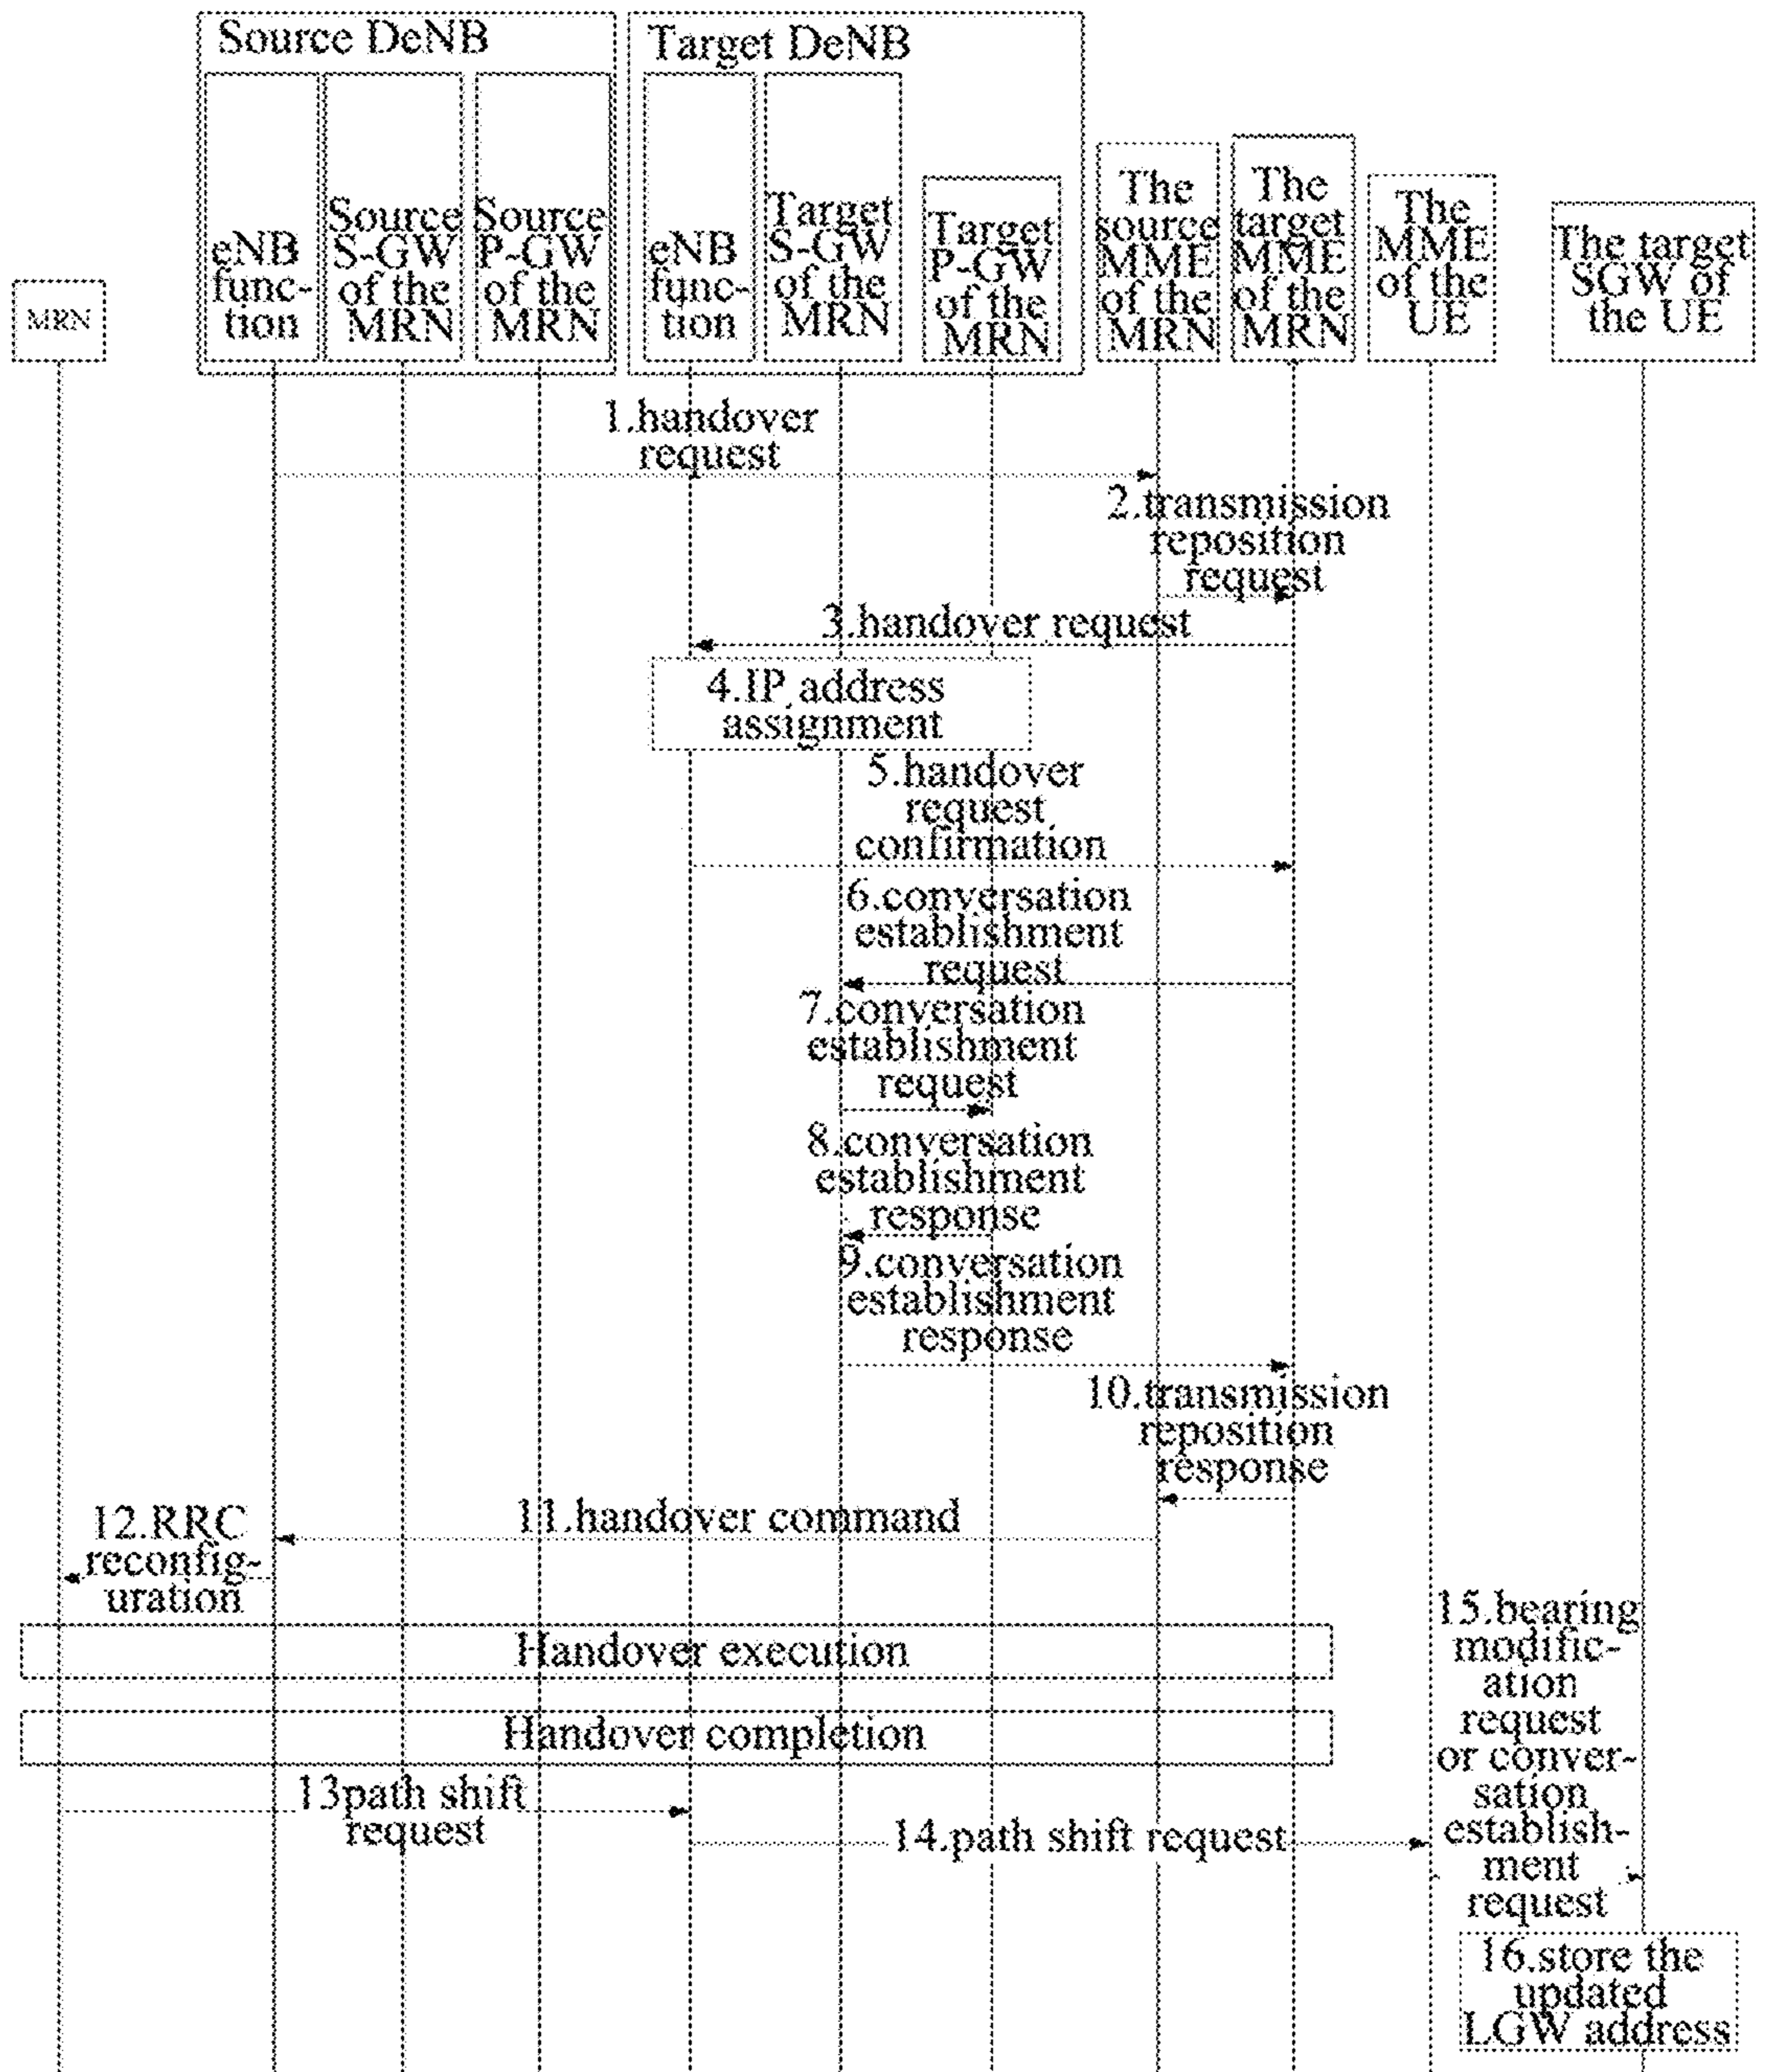 Source DeNB
Target DeNB
MRN
eNB
func-
tion
Source
S-GW
of the
MRN
Source
P-GW
of the
MRN
eNB
func-
tion
Target
S-GW
of the
MRN
Target
P-GW
of the
MRN
The
source
MME
of the
MRN
The
target
MME
of the
MRN
The
MME
of the
UE
The target
SGW of
the UE
1.handover
request
2.transmission
reposition
request
3.handover request
4.IP address
assignment
5.handover
request
confirmation
6.conversation
establishment
request
7.conversation
establishment
request
8.conversation
establishment
response
9.conversation
establishment
response
10.transmission
reposition
response
11.handover command
12.RRC
reconfig-
uration
Handover execution
Handover completion
13path shift
request
14.path shift request
15.bearing
modific-
ation
request
or conver-
sation
establish-
ment
request
16.store the
updated
LGW address